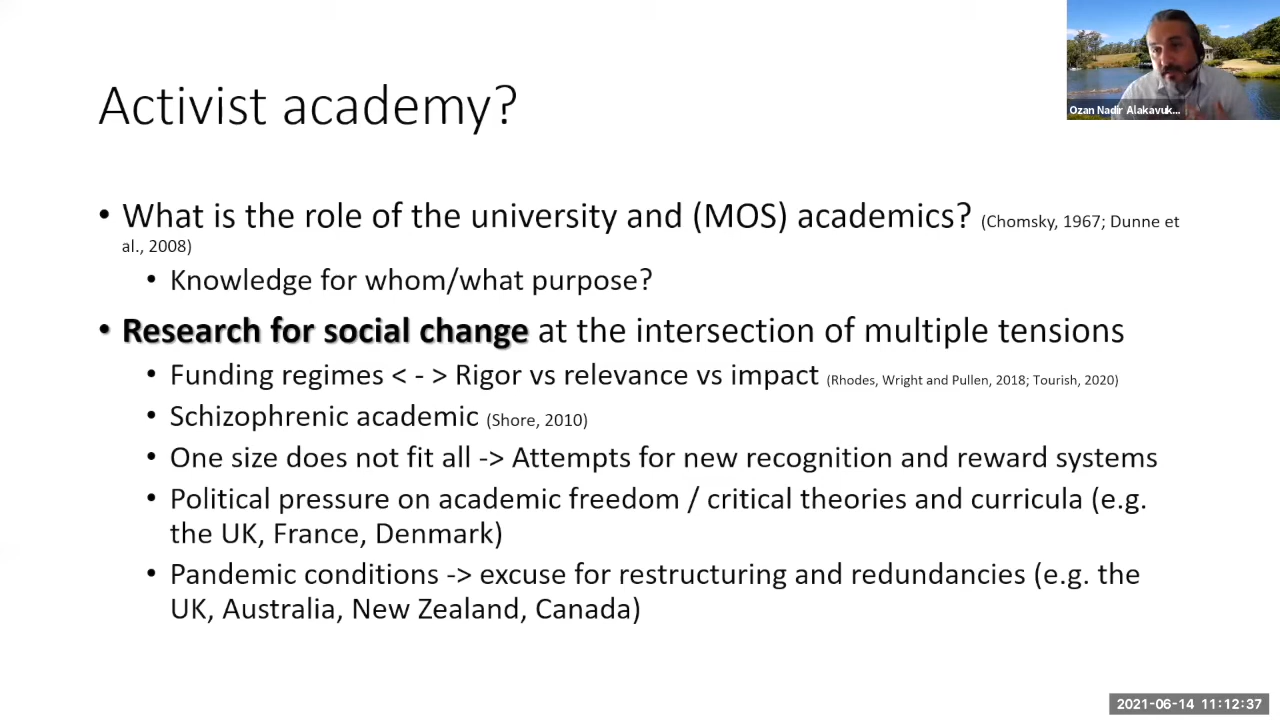 Activist academy?
Ozan Nadir Alakavuk...
• What is the role of the university and (MOS) academics? (Chomsky, 1967; Dunne et
al., 2008)
• Knowledge for whom/what purpose?
• Research for social change at the intersection of multiple tensions
• Funding regimes < - > Rigor vs relevance vs impact (Rhodes, Wright and Pullen, 2018; Tourish, 2020)
• Schizophrenic academic (Shore, 2010)
• One size does not fit all -> Attempts for new recognition and reward systems
• Political pressure on academic freedom / critical theories and curricula (e.g.
the UK, France, Denmark)
• Pandemic conditions -> excuse for restructuring and redundancies (e.g. the
UK, Australia, New Zealand, Canada)
2021-06-14 11:12:37